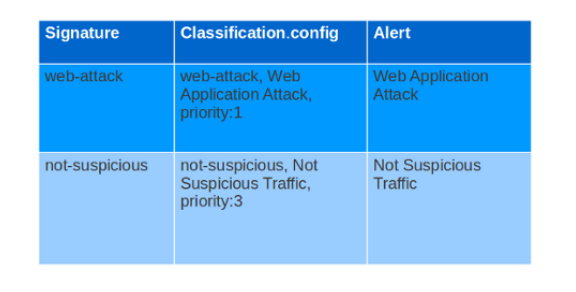 Signature
Classification.config
Alert
web-attack
web-attack, Web
Application Attack,
priority:1
Web Application
Attack
not-suspicious
not-suspicious, Not
Suspicious Traffic,
priority:3
Not Suspicious
Traffic